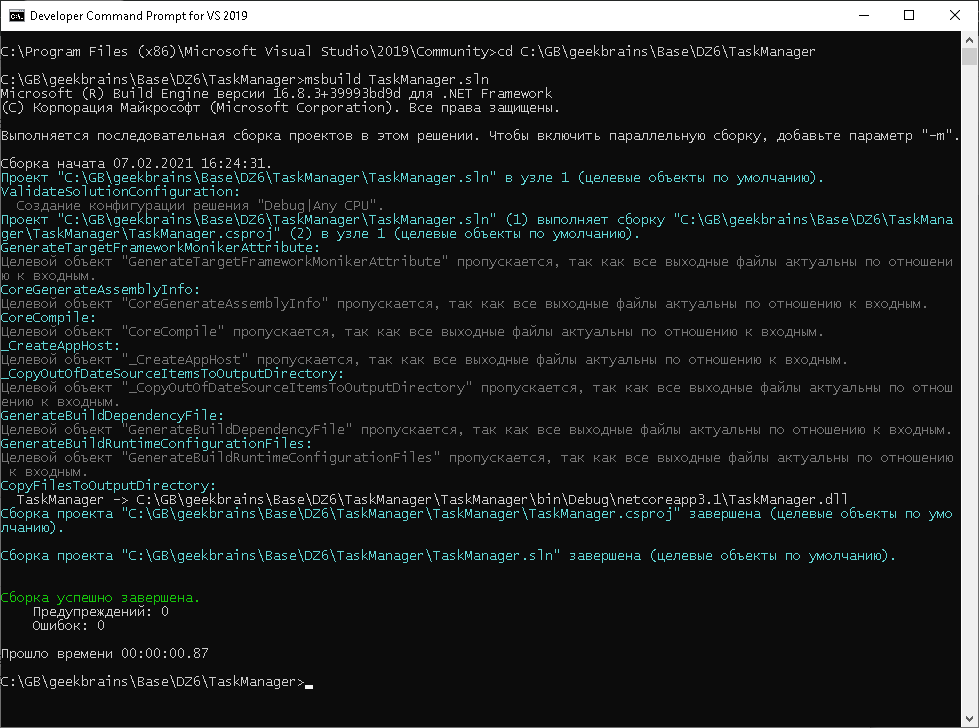 Developer Command Prompt for VS 2019
C:\Program Files (x86)\Microsoft Visual Studio\2019\Community>cd C:\GB\geekbrains\Base\DZ6\TaskManager
C:\GB\geekbrains\Base\DZ6\TaskManager>msbuild TaskManager.sln
Microsoft (R) Build Engine версии 16.8.3+39993bd9d для .NET Framework
(C) Корпорация Майкрософт (Microsoft Corporation). Все права защищены.
Выполняется последовательная сборка проектов в этом решении. Чтобы включить параллельную сборку, добавьте параметр "-m".
Сборка начата 07.02.2021 16:24:31.
Проект "C:\GB\geekbrains\Base\DZ6\TaskManager\TaskManager.sln" в узле 1 (целевые объекты по умолчанию).
ValidateSolutionConfiguration:
  Создание конфигурации решения "Debug|Any CPU".
Проект "C:\GB\geekbrains\Base\DZ6\TaskManager\TaskManager.sln" (1) выполняет сборку "C:\GB\geekbrains\Base\DZ6\TaskMana
ger\TaskManager\TaskManager.csproj" (2) в узле 1 (целевые объекты по умолчанию).
GenerateTargetFrameworkMonikerAttribute:
Целевой объект "GenerateTargetFrameworkMonikerAttribute" пропускается, так как все выходные файлы актуальны по отношени
ю к входным.
CoreGenerateAssemblyInfo:
Целевой объект "CoreGenerateAssemblyInfo" пропускается, так как все выходные файлы актуальны по отношению к входным.
CoreCompile:
Целевой объект "CoreCompile" пропускается, так как все выходные файлы актуальны по отношению к входным.
_CreateAppHost:
Целевой объект "_CreateAppHost" пропускается, так как все выходные файлы актуальны по отношению к входным.
_CopyOutOfDateSourceItemsToOutputDirectory:
Целевой объект "_CopyOutOfDateSourceItemsToOutputDirectory" пропускается, так как все выходные файлы актуальны по отнош
ению к входным.
GenerateBuildDependencyFile:
Целевой объект "GenerateBuildDependencyFile" пропускается, так как все выходные файлы актуальны по отношению к входным.
GenerateBuildRuntimeConfigurationFiles:
Целевой объект "GenerateBuildRuntimeConfigurationFiles" пропускается, так как все выходные файлы актуальны по отношению
 к входным.
CopyFilesToOutputDirectory:
  TaskManager -> C:\GB\geekbrains\Base\DZ6\TaskManager\TaskManager\bin\Debug\netcoreapp3.1\TaskManager.dll
Сборка проекта "C:\GB\geekbrains\Base\DZ6\TaskManager\TaskManager\TaskManager.csproj" завершена (целевые объекты по умо
лчанию).
Сборка проекта "C:\GB\geekbrains\Base\DZ6\TaskManager\TaskManager.sln" завершена (целевые объекты по умолчанию).
Сборка успешно завершена.
    Предупреждений: 0
    Ошибок: 0
Прошло времени 00:00:00.87
C:\GB\geekbrains\Base\DZ6\TaskManager>